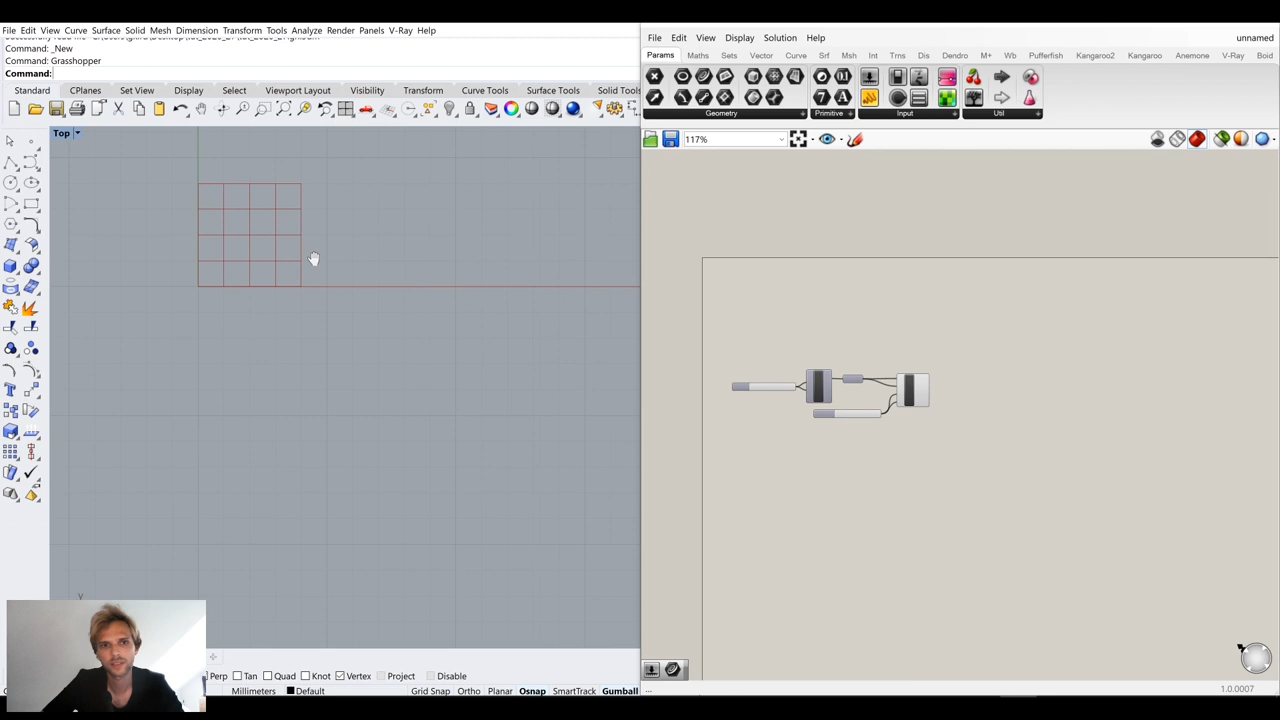 File Edit View Curve Surface Solid Mesh Dimension Transform Tools Analyze Render Panels V-Ray Help
Command: _New
Command: Grasshopper
Command:
Standard CPlanes Set View Display Select Viewport Layout Visibility Transform Curve Tools Surface Tools Solid Tools
Top
Perp Tan Quad Knot Vertex Project Disable
Millimeters Default Grid Snap Ortho Planar Osnap SmartTrack Gumball
File Edit View Display Solution Help unnamed
Params Maths Sets Vector Curve Srf Msh Int Trns Dis Dendro M+ Wb Pufferfish Kangaroo2 Kangaroo Anemone V-Ray Boid
Geometry Primitive Input Util
117%
... 1.0.0007